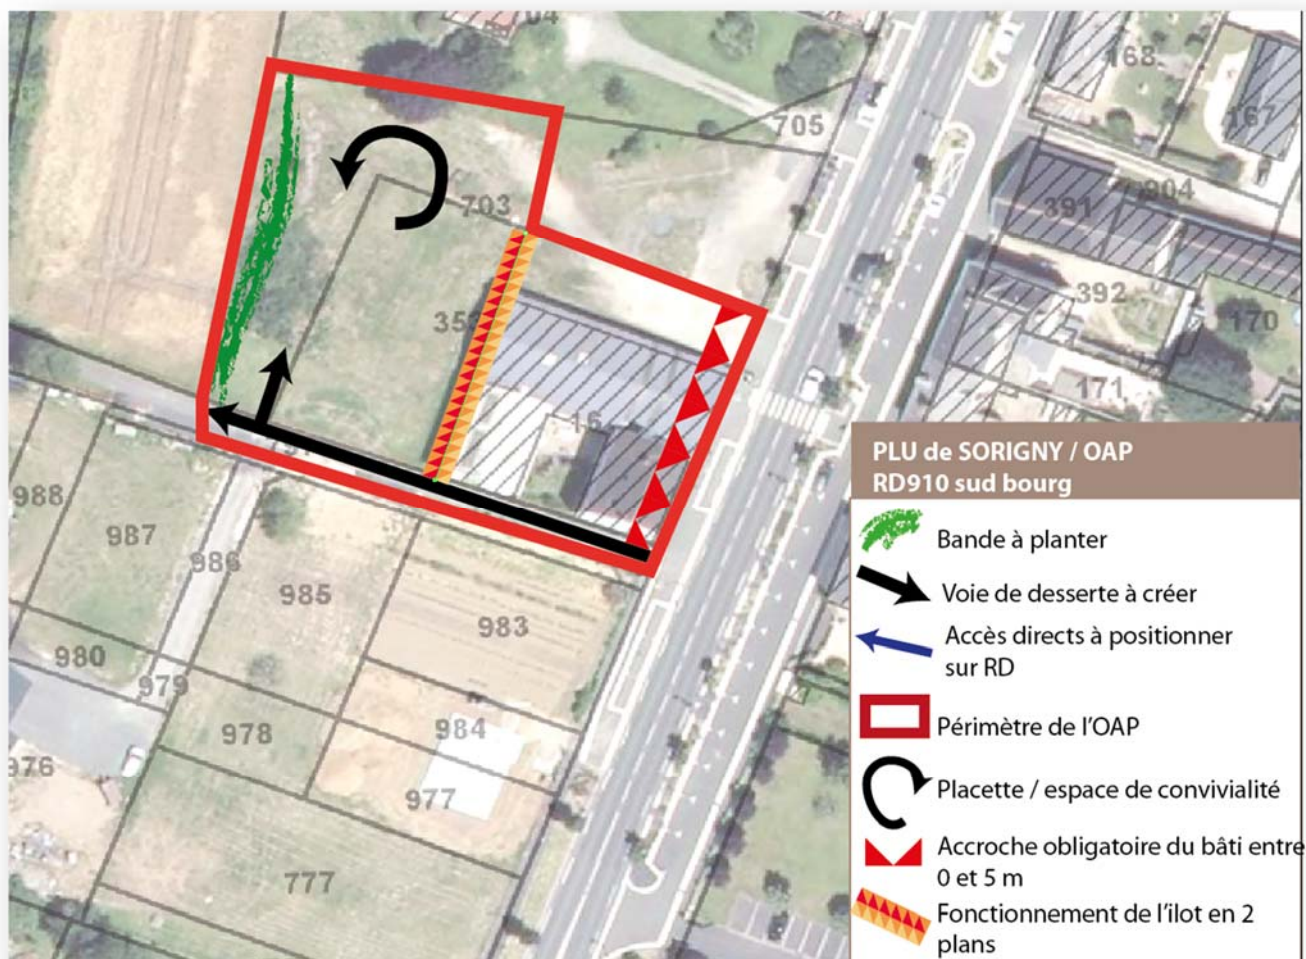 704
168
167
705
703
904
391
392
170
171
16
988
987
986
985
983
980
979
978
984
976
977
777
PLU de SORIGNY / OAP
RD910 sud bourg
Bande à planter
Voie de desserte à créer
Accès directs à positionner
sur RD
Périmètre de l'OAP
Placette / espace de convivialité
Accroche obligatoire du bâti entre
0 et 5 m
Fonctionnement de l'ilot en 2
plans